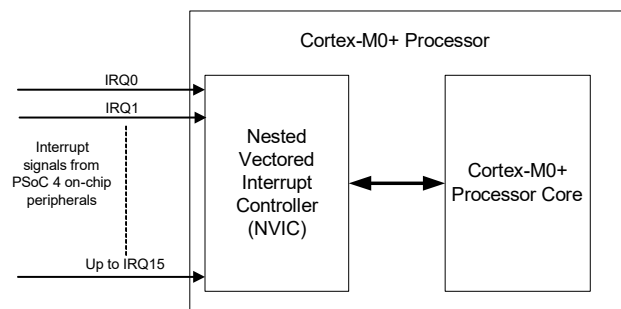 Cortex-M0+ Processor
IRQ0
IRQ1
Interrupt
signals from
PSoC 4 on-chip
peripherals
Up to IRQ15
Nested
Vectored
Interrupt
Controller
(NVIC)
Cortex-M0+
Processor Core